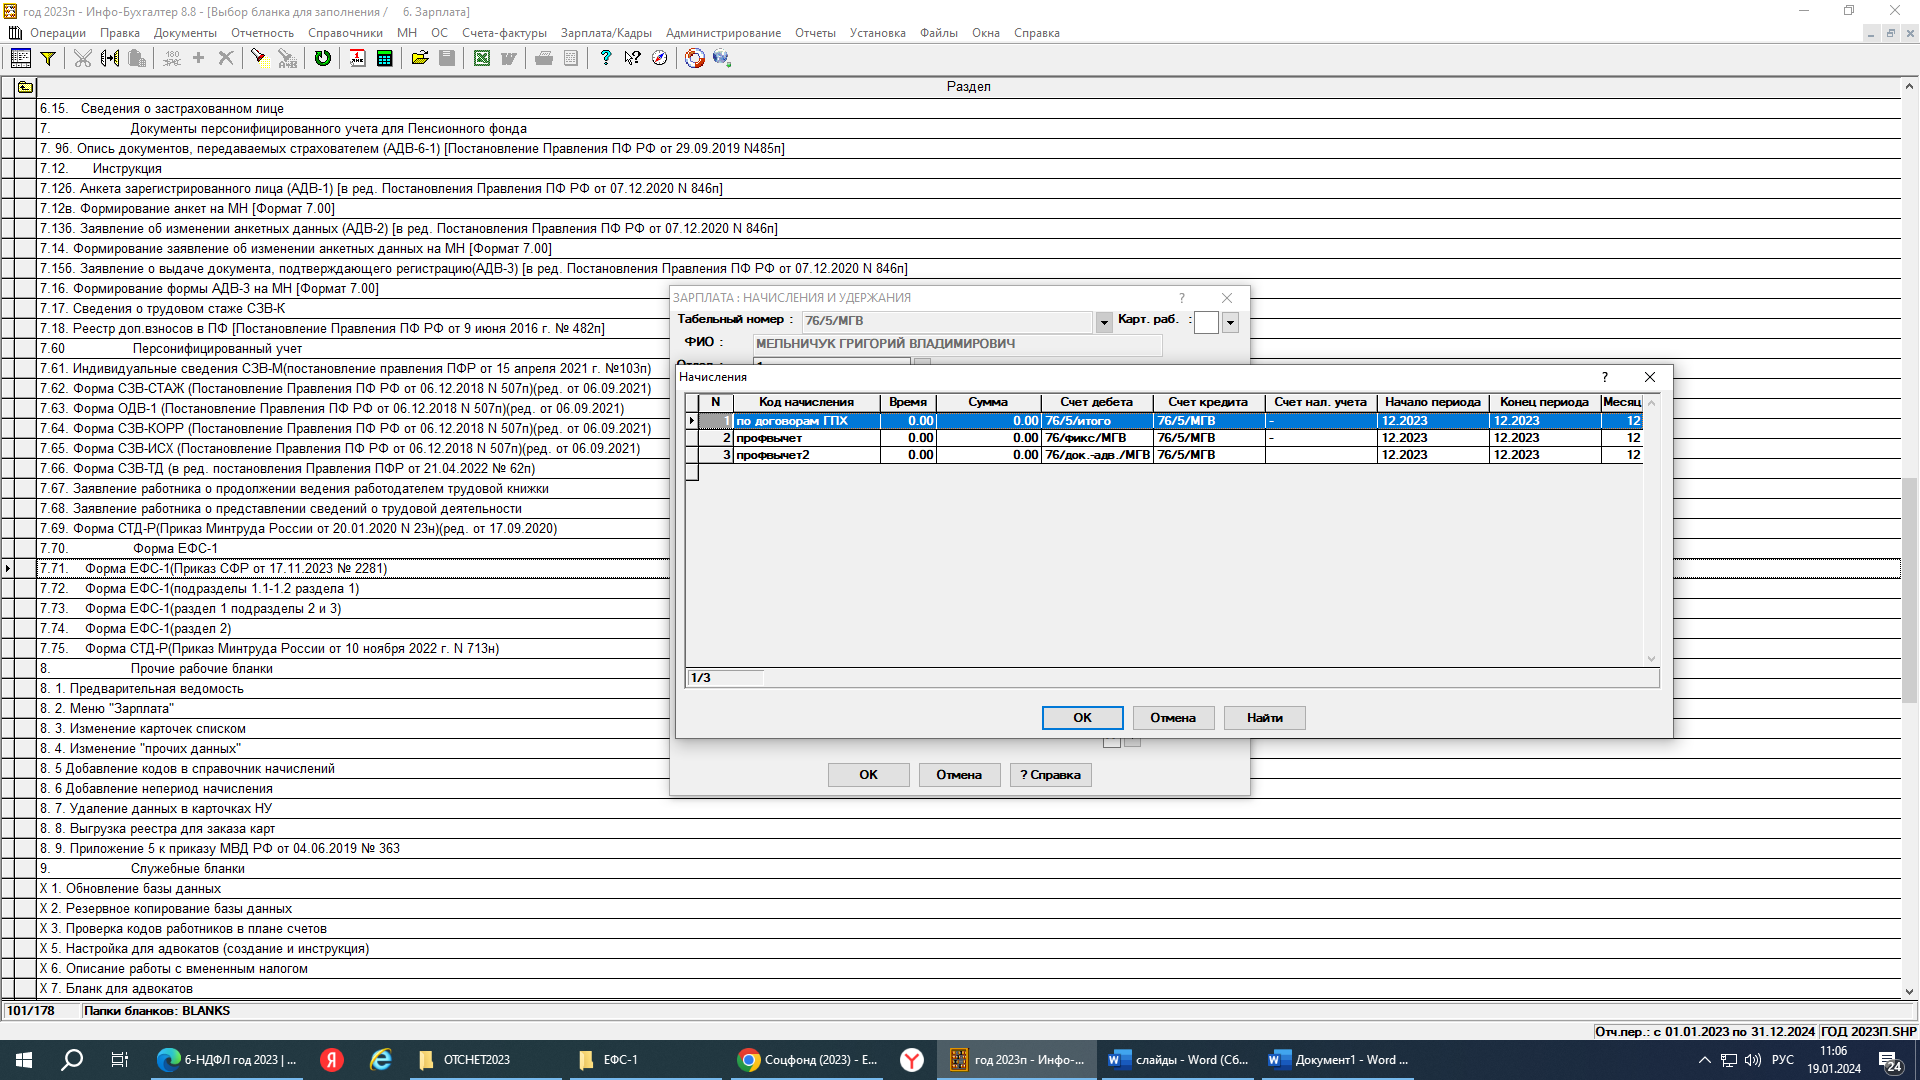 год 2023п - Инфо-Бухгалтер 8.8 - [Выбор бланка для заполнения / 6. Зарплата]
Операции Правка Документы Отчетность Справочники МН ОС Счета-фактуры Зарплата/Кадры Администрирование Отчеты Установка Файлы Окна Справка
Раздел
6.15. Сведения о застрахованном лице
7. Документы персонифицированного учета для Пенсионного фонда
7. 9б. Опись документов, передаваемых страхователем (АДВ-6-1) [Постановление Правления ПФ РФ от 29.09.2019 N485п]
7.12. Инструкция
7.12б. Анкета зарегистрированного лица (АДВ-1) [в ред. Постановления Правления ПФ РФ от 07.12.2020 N 846п]
7.12в. Формирование анкет на МН [Формат 7.00]
7.13б. Заявление об изменении анкетных данных (АДВ-2) [в ред. Постановления Правления ПФ РФ от 07.12.2020 N 846п]
7.14. Формирование заявление об изменении анкетных данных на МН [Формат 7.00]
7.15б. Заявление о выдаче документа, подтверждающего регистрацию(АДВ-3) [в ред. Постановления Правления ПФ РФ от 07.12.2020 N 846п]
7.16. Формирование формы АДВ-3 на МН [Формат 7.00]
7.17. Сведения о трудовом стаже СЗВ-К
7.18. Реестр доп.взносов в ПФ [Постановление Правления ПФ РФ от 9 июня 2016 г. № 482п]
7.60 Персонифицированный учет
7.61. Индивидуальные сведения СЗВ-М(постановление правления ПФР от 15 апреля 2021 г. №103п)
7.62. Форма СЗВ-СТАЖ (Постановление Правления ПФ РФ от 06.12.2018 N 507п)(ред. от 06.09.2021)
7.63. Форма ОДВ-1 (Постановление Правления ПФ РФ от 06.12.2018 N 507п)(ред. от 06.09.2021)
7.64. Форма СЗВ-КОРР (Постановление Правления ПФ РФ от 06.12.2018 N 507п)(ред. от 06.09.2021)
7.65. Форма СЗВ-ИСХ (Постановление Правления ПФ РФ от 06.12.2018 N 507п)(ред. от 06.09.2021)
7.66. Форма СЗВ-ТД (в ред. постановления Правления ПФР от 21.04.2022 № 62п)
7.67. Заявление работника о продолжении ведения работодателем трудовой книжки
7.68. Заявление работника о представлении сведений о трудовой деятельности
7.69. Форма СТД-Р(Приказ Минтруда России от 20.01.2020 N 23н)(ред. от 17.09.2020)
7.70. Форма ЕФС-1
7.71. Форма ЕФС-1(Приказ СФР от 17.11.2023 № 2281)
7.72. Форма ЕФС-1(подразделы 1.1-1.2 раздела 1)
7.73. Форма ЕФС-1(раздел 1 подразделы 2 и 3)
7.74. Форма ЕФС-1(раздел 2)
7.75. Форма СТД-Р(Приказ Минтруда России от 10 ноября 2022 г. N 713н)
8. Прочие рабочие бланки
8. 1. Предварительная ведомость
8. 2. Меню "Зарплата"
8. 3. Изменение карточек списком
8. 4. Изменение "прочих данных"
8. 5 Добавление кодов в справочник начислений
8. 6 Добавление непериод начисления
8. 7. Удаление данных в карточках НУ
8. 8. Выгрузка реестра для заказа карт
8. 9. Приложение 5 к приказу МВД РФ от 04.06.2019 № 363
9. Служебные бланки
X 1. Обновление базы данных
X 2. Резервное копирование базы данных
X 3. Проверка кодов работников в плане счетов
X 5. Настройка для адвокатов (создание и инструкция)
X 6. Описание работы с вмененным налогом
X 7. Бланк для адвокатов
ЗАРПЛАТА : НАЧИСЛЕНИЯ И УДЕРЖАНИЯ ?
Табельный номер : 76/5/МГВ Карт. раб. :
ФИО : МЕЛЬНИЧУК ГРИГОРИЙ ВЛАДИМИРОВИЧ
Начисления ?
N Код начисления Время Сумма Счет дебета Счет кредита Счет нал. учета Начало периода Конец периода Месяц
1 по договорам ГПХ 0.00 0.00 76/5/итого 76/5/МГВ - 12.2023 12.2023 12
2 профвычет 0.00 0.00 76/фикс/МГВ 76/5/МГВ - 12.2023 12.2023 12
3 профвычет2 0.00 0.00 76/док.-адв./МГВ 76/5/МГВ 12.2023 12.2023 12
1/3
OK Отмена Найти
OK Отмена ? Справка
101/178 Папки бланков: BLANKS
Отч.пер.: с 01.01.2023 по 31.12.2024 ГОД 2023П.SHP
6-НДФЛ год 2023 | ... ОТСНЕТ2023 ЕФС-1 Соцфонд (2023) - Е... год 2023п - Инфо-... слайды - Word (Сб... Документ1 - Word ... РУС 11:06
19.01.2024 24